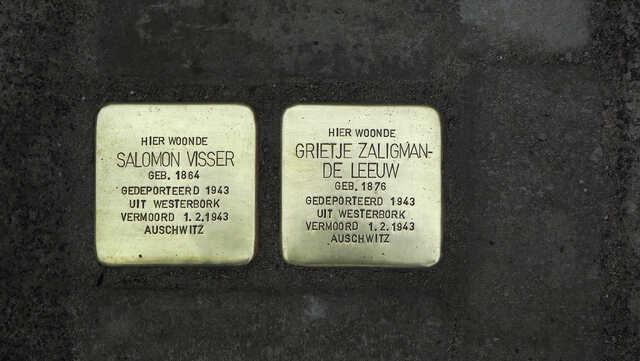 HIER WOONDE
SALOMON VISSER
GEB. 1864
GEDEPORTEERD 1943
UIT WESTERBORK
VERMOORD 1.2.1943
AUSCHWITZ
HIER WOONDE
GRIETJE ZALIGMAN-
DE LEEUW
GEB. 1876
GEDEPORTEERD 1943
UIT WESTERBORK
VERMOORD 1.2.1943
AUSCHWITZ